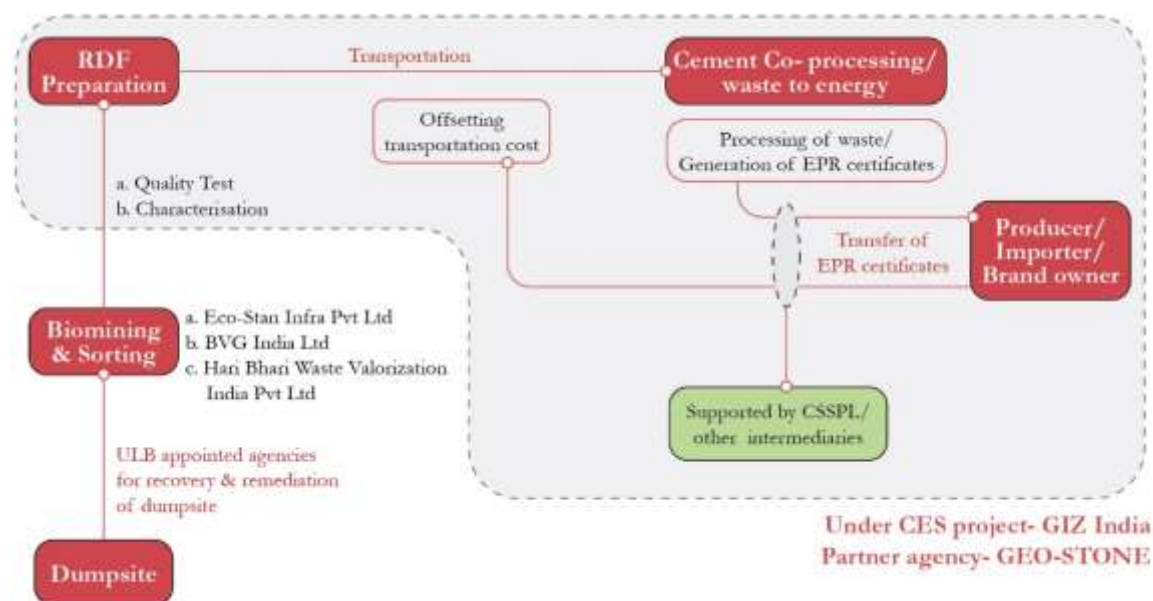 RDF
Preparation
Transportation
Cement Co- processing/
waste to energy
Offsetting
transportation cost
Processing of waste/
Generation of EPR certificates
a. Quality Test
b. Characterisation
Transfer of
EPR certificates
Producer/
Importer/
Brand owner
Biomining
& Sorting
a. Eco-Stan Infra Pvt Ltd
b. BVG India Ltd
c. Hari Bhari Waste Valorization
India Pvt Ltd
Supported by CSSPL/
other intermediaries
ULB appointed agencies
for recovery & remediation
of dumpsite
Under CES project- GIZ India
Partner agency- GEO-STONE
Dumpsite